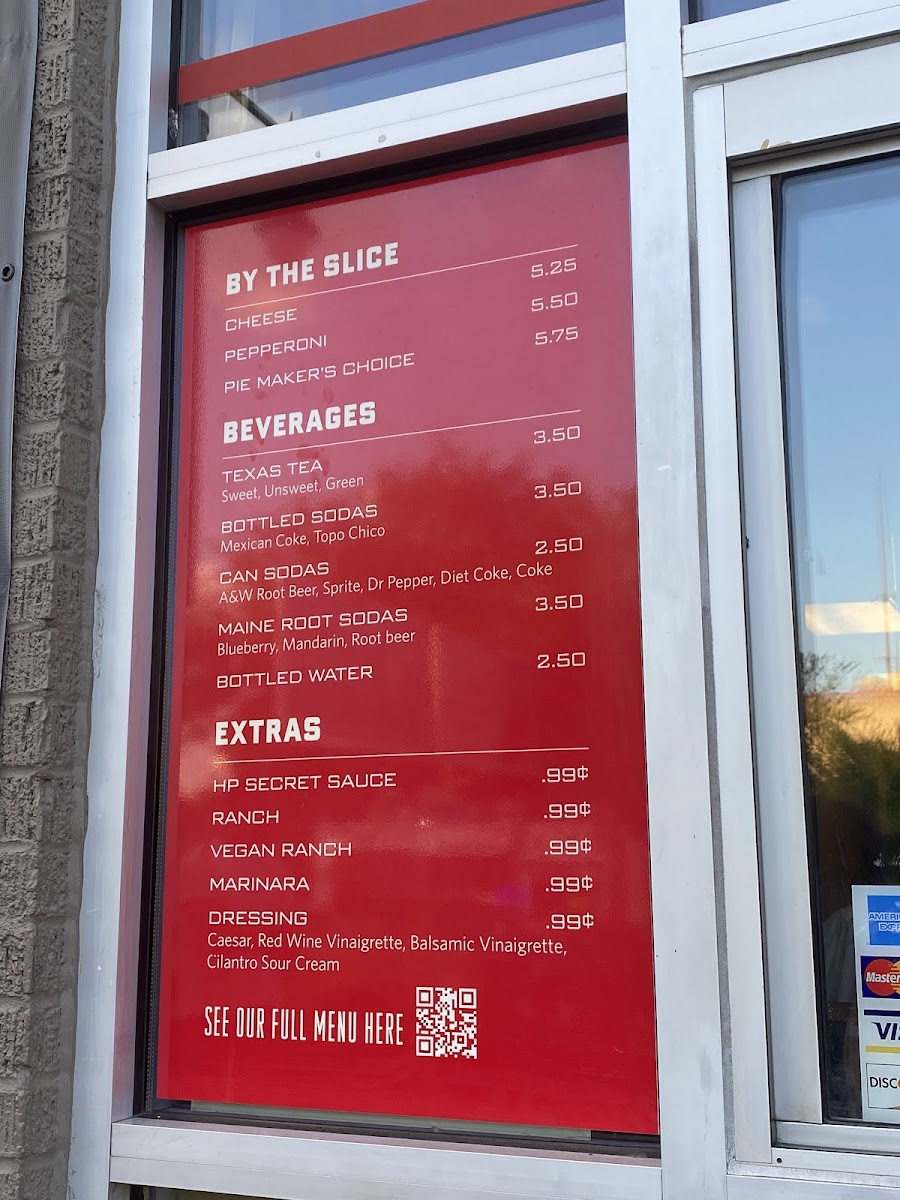 BY THE SLICE
CHEESE 5.25
PEPPERONI 5.50
PIE MAKER'S CHOICE 5.75
BEVERAGES
TEXAS TEA 3.50
Sweet, Unsweet, Green
BOTTLED SODAS 3.50
Mexican Coke, Topo Chico
CAN SODAS 2.50
A&W Root Beer, Sprite, Dr Pepper, Diet Coke, Coke
MAINE ROOT SODAS 3.50
Blueberry, Mandarin, Root beer
BOTTLED WATER 2.50
EXTRAS
HP SECRET SAUCE .99¢
RANCH .99¢
VEGAN RANCH .99¢
MARINARA .99¢
DRESSING .99¢
Caesar, Red Wine Vinaigrette, Balsamic Vinaigrette,
Cilantro Sour Cream
SEE OUR FULL MENU HERE